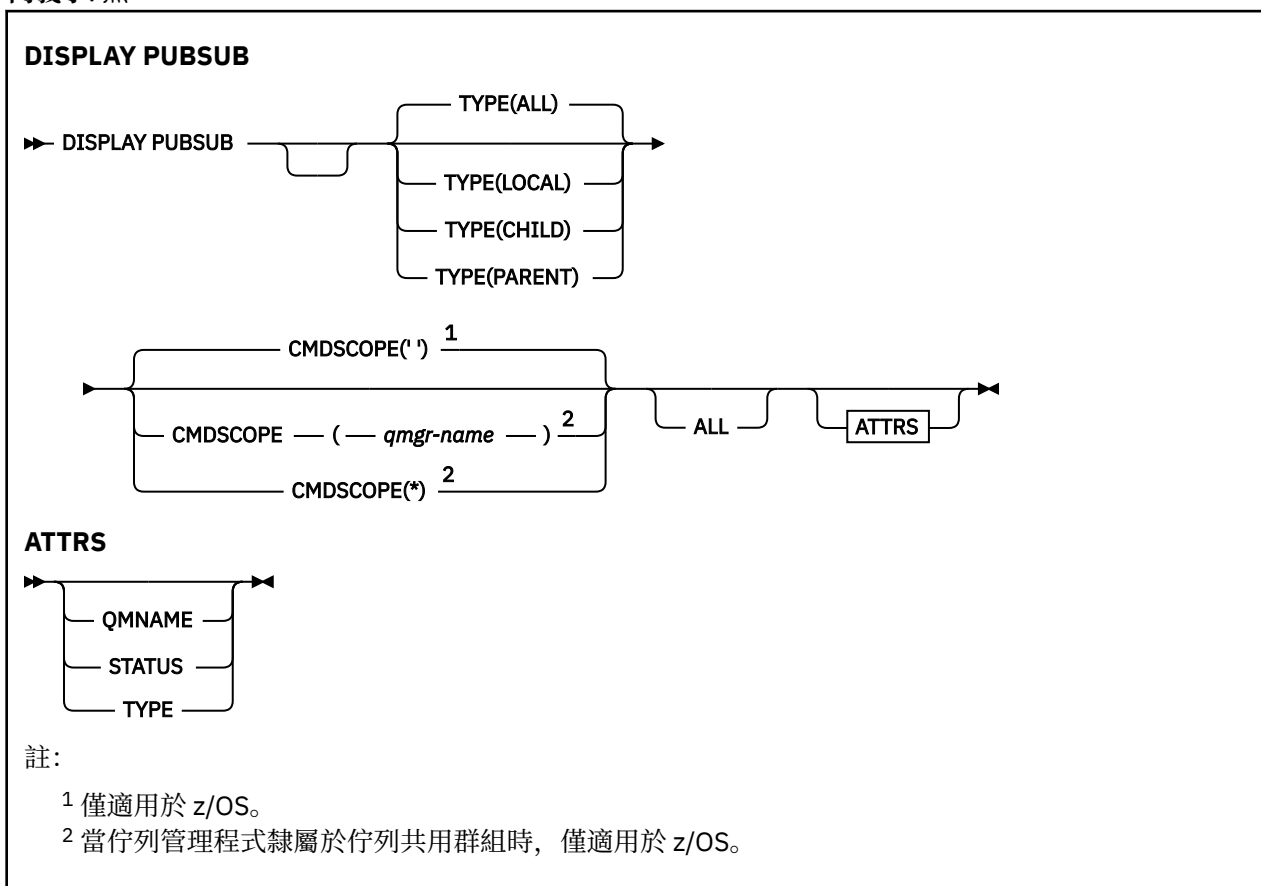 DISPLAY PUBSUB
TYPE(ALL)
DISPLAY PUBSUB
TYPE(LOCAL)
TYPE(CHILD)
TYPE(PARENT)
CMDSCOPE(' ') 1
CMDSCOPE ( qmgr-name ) 2
CMDSCOPE(*) 2
ALL
ATTRS
ATTRS
QMNAME
STATUS
TYPE
註：
1 僅適用於 z/OS。
2 當佇列管理程式隸屬於佇列共用群組時，僅適用於 z/OS。